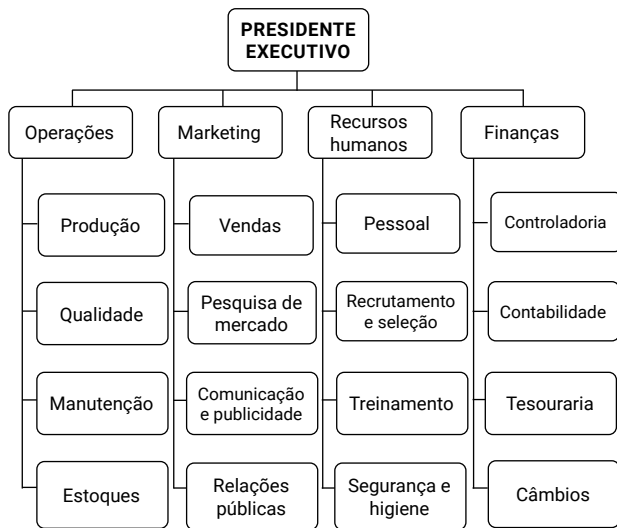 PRESIDENTE
EXECUTIVO
Operações
Marketing
Recursos
humanos
Finanças
Produção
Vendas
Pessoal
Controladoria
Qualidade
Pesquisa de
mercado
Recrutamento
e seleção
Contabilidade
Manutenção
Comunicação
e publicidade
Treinamento
Tesouraria
Estoques
Relações
públicas
Segurança e
higiene
Câmbios